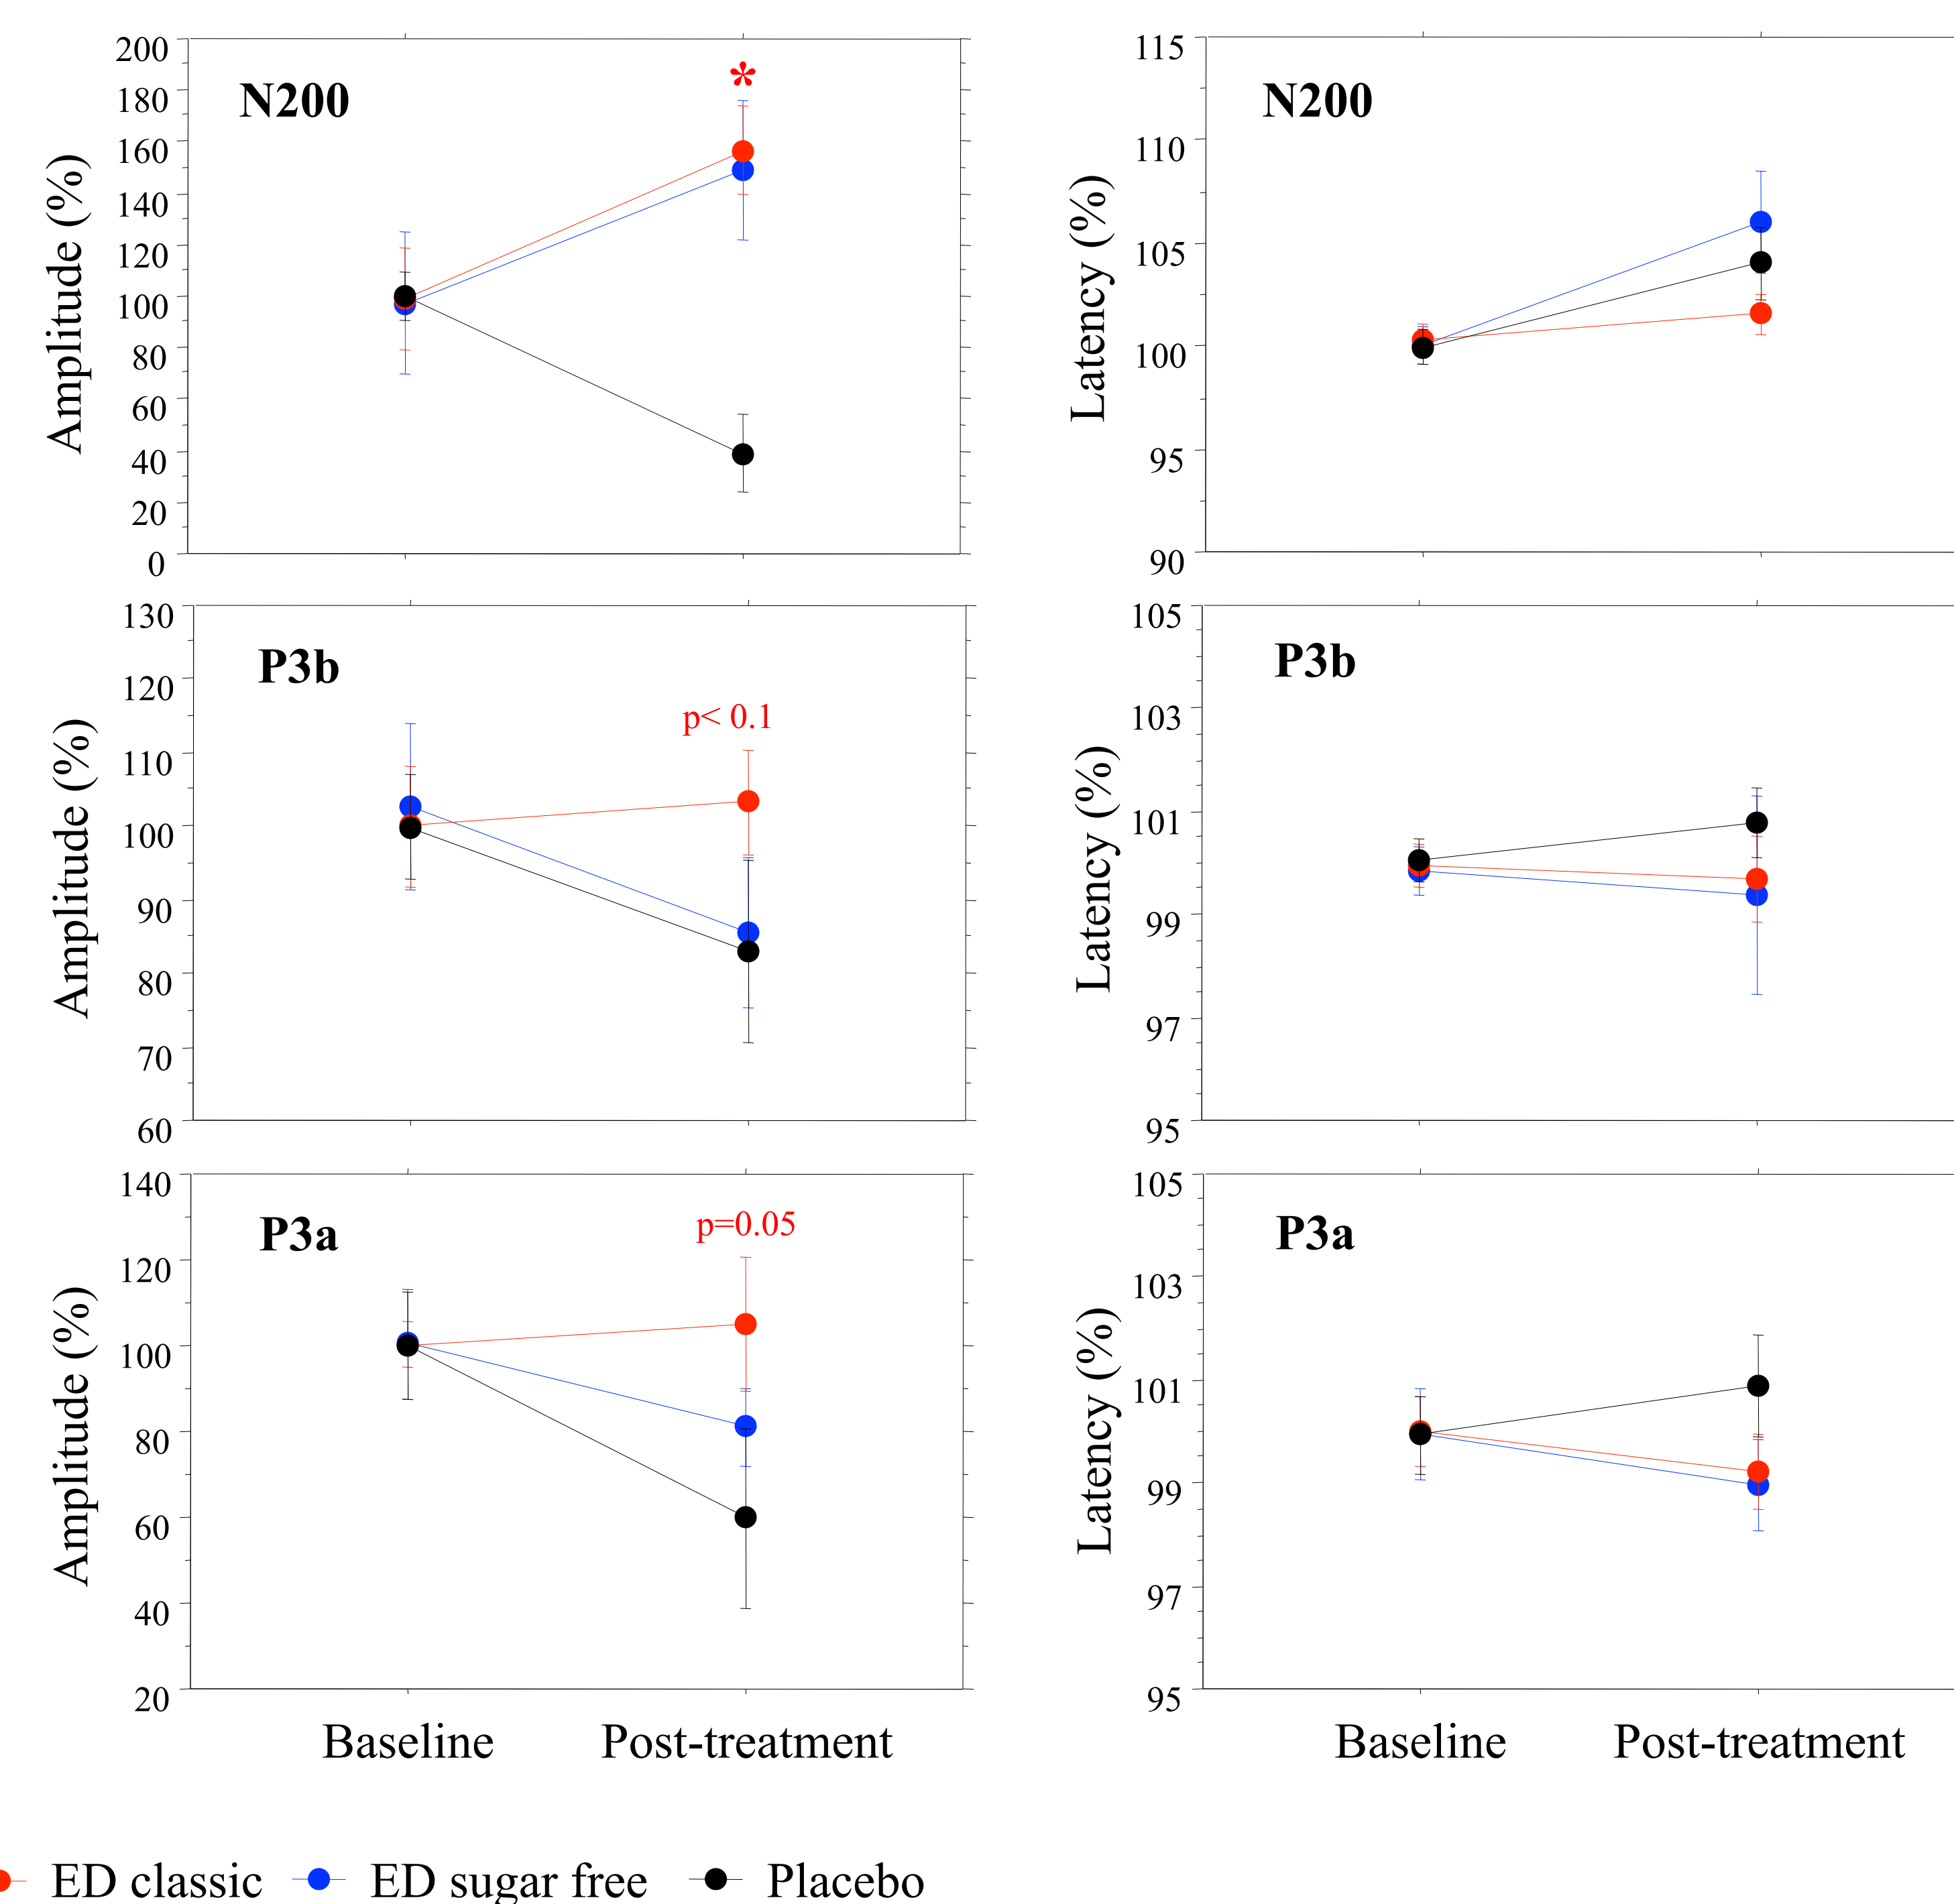 N200
*
Amplitude (%)
200
180
160
140
120
100
80
60
40
20
0
N200
Latency (%)
115
110
105
100
95
90
P3b
p< 0.1
Amplitude (%)
130
120
110
100
90
80
70
60
P3b
Latency (%)
105
103
101
99
97
95
P3a
p=0.05
Amplitude (%)
140
120
100
80
60
40
20
Baseline Post-treatment
P3a
Latency (%)
105
103
101
99
97
95
Baseline Post-treatment
ED classic ED sugar free Placebo